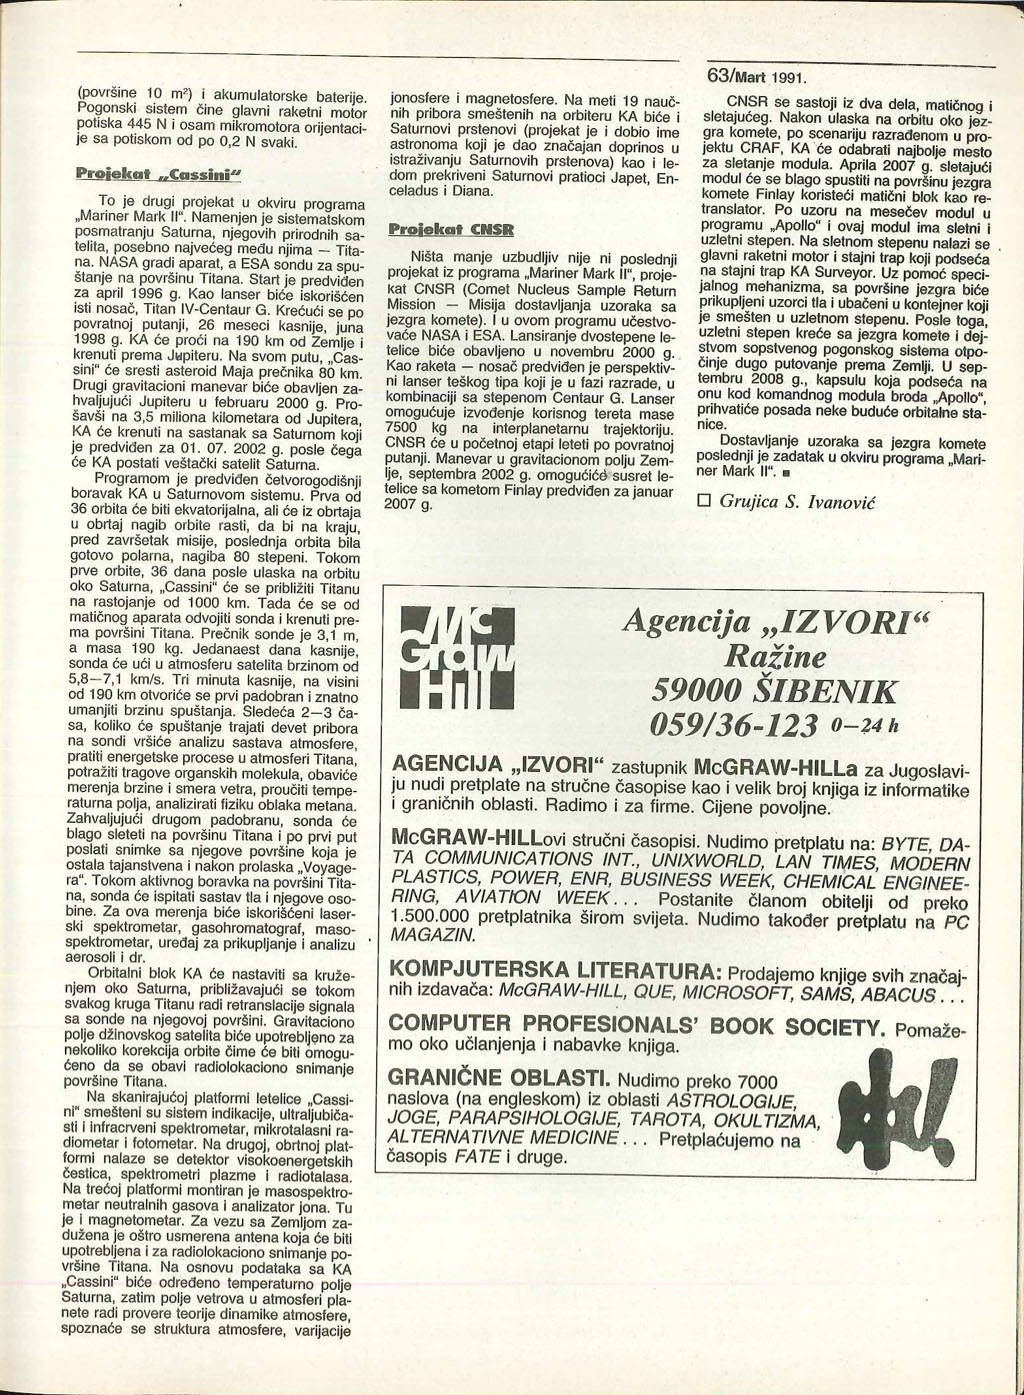 (površine 10 m²) i akumulatorske baterije.
Pogonski sistem čine glavni raketni motor
potiska 445 N i osam mikromotora orijentaci-
je sa potiskom od po 0,2 N svaki.
Projekat „Cassini“
To je drugi projekat u okviru programa
„Mariner Mark II“. Namenjen je sistematskom
posmatranju Saturna, njegovih prirodnih sa-
telita, posebno najvećeg među njima — Tita-
na. NASA gradi aparat, a ESA sondu za spu-
štanje na površinu Titana. Start je predviđen
za april 1996 g. Kao lanser biće iskorišćen
isti nosač, Titan IV-Centaur G. Krećući se po
povratnoj putanji, 26 meseci kasnije, juna
1998 g. KA će proći na 190 km od Zemlje i
krenuti prema Jupiteru. Na svom putu, „Cas-
sini“ će sresti asteroid Maja prečnika 80 km.
Drugi gravitacioni manevar biće obavljen za-
hvaljujući Jupiteru u februaru 2000 g. Pro-
šavši na 3,5 miliona kilometara od Jupitera,
KA će krenuti na sastanak sa Saturnom koji
je predviđen za 01. 07. 2002 g. posle čega
će KA postati veštački satelit Saturna.
Programom je predviđen četvorogodišnji
boravak KA u Saturnovom sistemu. Prva od
36 orbita će biti ekvatorijalna, ali će iz obrtaja
u obrtaj nagib orbite rasti, da bi na kraju,
pred završetak misije, poslednja orbita bila
gotovo polarna, nagiba 80 stepeni. Tokom
prve orbite, 36 dana posle ulaska na orbitu
oko Saturna, „Cassini“ će se približiti Titanu
na rastojanje od 1000 km. Tada će se od
matičnog aparata odvojiti sonda i krenuti pre-
ma površini Titana. Prečnik sonde je 3,1 m,
a masa 190 kg. Jedanaest dana kasnije,
sonda će ući u atmosferu satelita brzinom od
5,8—7,1 km/s. Tri minuta kasnije, na visini
od 190 km otvoriće se prvi padobran i znatno
umanjiti brzinu spuštanja. Sledeća 2—3 ča-
sa, koliko će spuštanje trajati devet pribora
na sondi vršiće analizu sastava atmosfere,
pratiti energetske procese u atmosferi Titana,
potražiti tragove organskih molekula, obaviće
merenja brzine i smera vetra, proučiti tempe-
raturna polja, analizirati fiziku oblaka metana.
Zahvaljujući drugom padobranu, sonda će
blago sleteti na površinu Titana i po prvi put
poslati snimke sa njegove površine koja je
ostala tajanstvena i nakon prolaska „Voyage-
ra“. Tokom aktivnog boravka na površini Tita-
na, sonda će ispitati sastav tla i njegove oso-
bine. Za ova merenja biće iskorišćeni laser-
ski spektrometar, gasohromatograf, maso-
spektrometar, uređaj za prikupljanje i analizu
aerosoli i dr.
Orbitalni blok KA će nastaviti sa kruže-
njem oko Saturna, približavajući se tokom
svakog kruga Titanu radi retranslacije signala
sa sonde na njegovoj površini. Gravitaciono
polje džinovskog satelita biće upotrebljeno za
nekoliko korekcija orbite čime će biti omogu-
ćeno da se obavi radiolokaciono snimanje
površine Titana.
Na skanirajućoj platformi letelice „Cassi-
ni“ smešteni su sistem indikacije, ultraljubiča-
sti i infracrveni spektrometar, mikrotalasni ra-
diometar i fotometar. Na drugoj, obrtnoj plat-
formi nalaze se detektor visokoenergetskih
čestica, spektrometri plazme i radiotalasa.
Na trećoj platformi montiran je masospektro-
metar neutralnih gasova i analizator jona. Tu
je i magnetometar. Za vezu sa Zemljom za-
dužena je oštro usmerena antena koja će biti
upotrebljena i za radiolokaciono snimanje po-
vršine Titana. Na osnovu podataka sa KA
„Cassini“ biće određeno temperaturno polje
Saturna, zatim polje vetrova u atmosferi pla-
nete radi provere teorije dinamike atmosfere,
spoznaće se struktura atmosfere, varijacije
jonosfere i magnetosfere. Na meti 19 nauč-
nih pribora smeštenih na orbiteru KA biće i
Saturnovi prstenovi (projekat je i dobio ime
astronoma koji je dao značajan doprinos u
istraživanju Saturnovih prstenova) kao i le-
dom prekriveni Saturnovi pratioci Japet, En-
celadus i Diana.
Projekat CNSR
Ništa manje uzbudljiv nije ni poslednji
projekat iz programa „Mariner Mark II“, proje-
kat CNSR (Comet Nucleus Sample Return
Mission — Misija dostavljanja uzoraka sa
jezgra komete). I u ovom programu učestvo-
vaće NASA i ESA. Lansiranje dvostepene le-
telice biće obavljeno u novembru 2000 g.
Kao raketa — nosač predviđen je perspektiv-
ni lanser teškog tipa koji je u fazi razrade, u
kombinaciji sa stepenom Centaur G. Lanser
omogućuje izvođenje korisnog tereta mase
7500 kg na interplanetarnu trajektoriju.
CNSR će u početnoj etapi leteti po povratnoj
putanji. Manevar u gravitacionom polju Zem-
lje, septembra 2002 g. omogućiće susret le-
telice sa kometom Finlay predviđen za januar
2007 g.
63/Mart 1991.
CNSR se sastoji iz dva dela, matičnog i
sletajućeg. Nakon ulaska na orbitu oko jez-
gra komete, po scenariju razrađenom u pro-
jektu CRAF, KA će odabrati najbolje mesto
za sletanje modula. Aprila 2007 g. sletajući
modul će se blago spustiti na površinu jezgra
komete Finlay koristeći matični blok kao re-
translator. Po uzoru na mesečev modul u
programu „Apollo“ i ovaj modul ima sletni i
uzletni stepen. Na sletnom stepenu nalazi se
glavni raketni motor i stajni trap koji podseća
na stajni trap KA Surveyor. Uz pomoć speci-
jalnog mehanizma, sa površine jezgra biće
prikupljeni uzorci tla i ubačeni u kontejner koji
je smešten u uzletnom stepenu. Posle toga,
uzletni stepen kreće sa jezgra komete i dej-
stvom sopstvenog pogonskog sistema otpo-
činje dugo putovanje prema Zemlji. U sep-
tembru 2008 g., kapsulu koja podseća na
onu kod komandnog modula broda „Apollo“,
prihvatiće posada neke buduće orbitalne sta-
nice.
Dostavljanje uzoraka sa jezgra komete
poslednji je zadatak u okviru programa „Mari-
ner Mark II“. ■
□ Grujica S. Ivanović
Mc
Graw
Hill
Agencija „IZVORI“
Ražine
59000 ŠIBENIK
059/36-123 0—24 h
AGENCIJA „IZVORI“ zastupnik McGRAW-HILLa za Jugoslavi-
ju nudi pretplate na stručne časopise kao i velik broj knjiga iz informatike
i graničnih oblasti. Radimo i za firme. Cijene povoljne.
McGRAW-HILLovi stručni časopisi. Nudimo pretplatu na: BYTE, DA-
TA COMMUNICATIONS INT., UNIXWORLD, LAN TIMES, MODERN
PLASTICS, POWER, ENR, BUSINESS WEEK, CHEMICAL ENGINEE-
RING, AVIATION WEEK... Postanite članom obitelji od preko
1.500.000 pretplatnika širom svijeta. Nudimo također pretplatu na PC
MAGAZIN.
KOMPJUTERSKA LITERATURA: Prodajemo knjige svih značaj-
nih izdavača: McGRAW-HILL, QUE, MICROSOFT, SAMS, ABACUS...
COMPUTER PROFESIONALS' BOOK SOCIETY. Pomaže-
mo oko učlanjenja i nabavke knjiga.
GRANIČNE OBLASTI. Nudimo preko 7000
naslova (na engleskom) iz oblasti ASTROLOGIJE,
JOGE, PARAPSIHOLOGIJE, TAROTA, OKULTIZMA,
ALTERNATIVNE MEDICINE... Pretplaćujemo na
časopis FATE i druge.